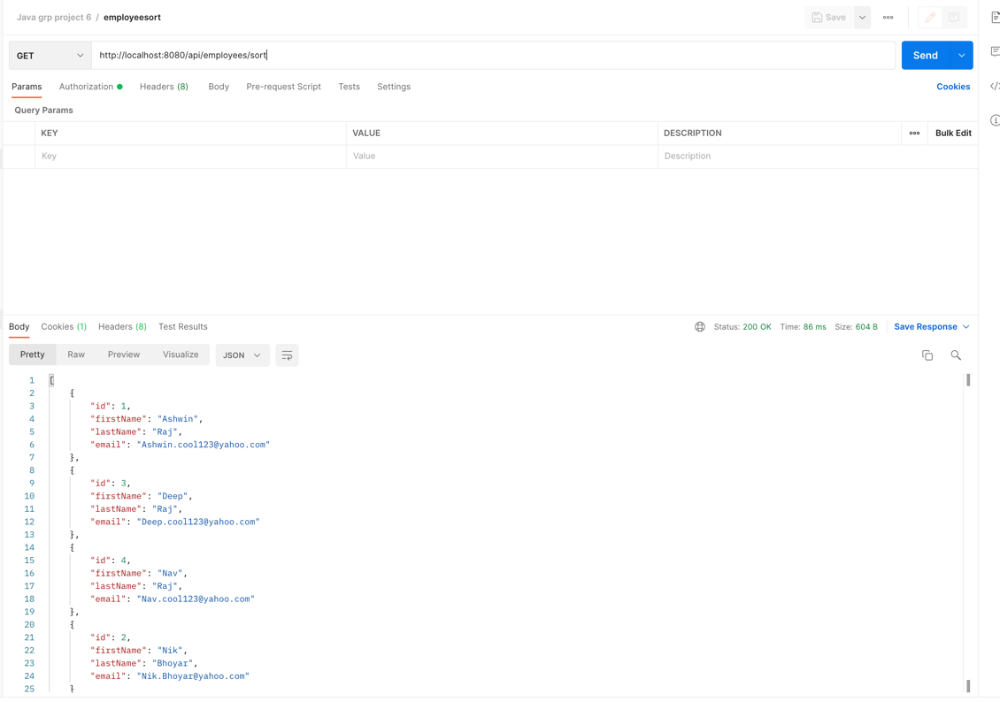 Java grp project 6 / employeesort
Save
GET
http://localhost:8080/api/employees/sort
Send
Params Authorization Headers (8) Body Pre-request Script Tests Settings Cookies
Query Params
KEY VALUE DESCRIPTION Bulk Edit
Key Value Description
Body Cookies (1) Headers (8) Test Results Status: 200 OK Time: 86 ms Size: 604 B Save Response
Pretty Raw Preview Visualize JSON
1 [
2 {
3 "id": 1,
4 "firstName": "Ashwin",
5 "lastName": "Raj",
6 "email": "Ashwin.cool123@yahoo.com"
7 },
8 {
9 "id": 3,
10 "firstName": "Deep",
11 "lastName": "Raj",
12 "email": "Deep.cool123@yahoo.com"
13 },
14 {
15 "id": 4,
16 "firstName": "Nav",
17 "lastName": "Raj",
18 "email": "Nav.cool123@yahoo.com"
19 },
20 {
21 "id": 2,
22 "firstName": "Nik",
23 "lastName": "Bhoyar",
24 "email": "Nik.Bhoyar@yahoo.com"
25 }